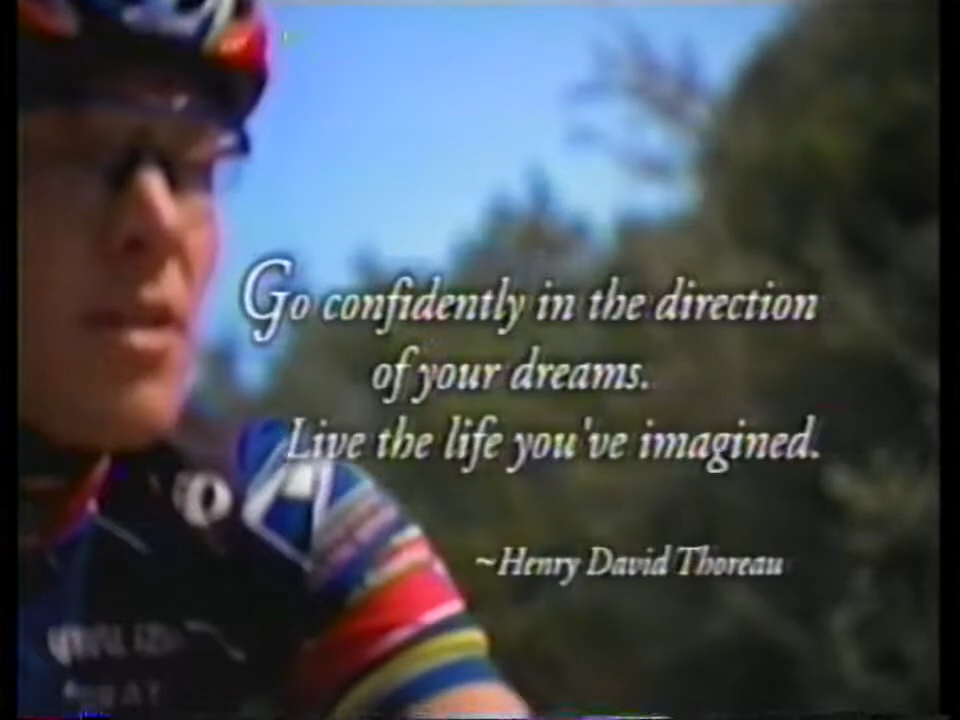 Go confidently in the direction
of your dreams.
Live the life you've imagined.
~Henry David Thoreau